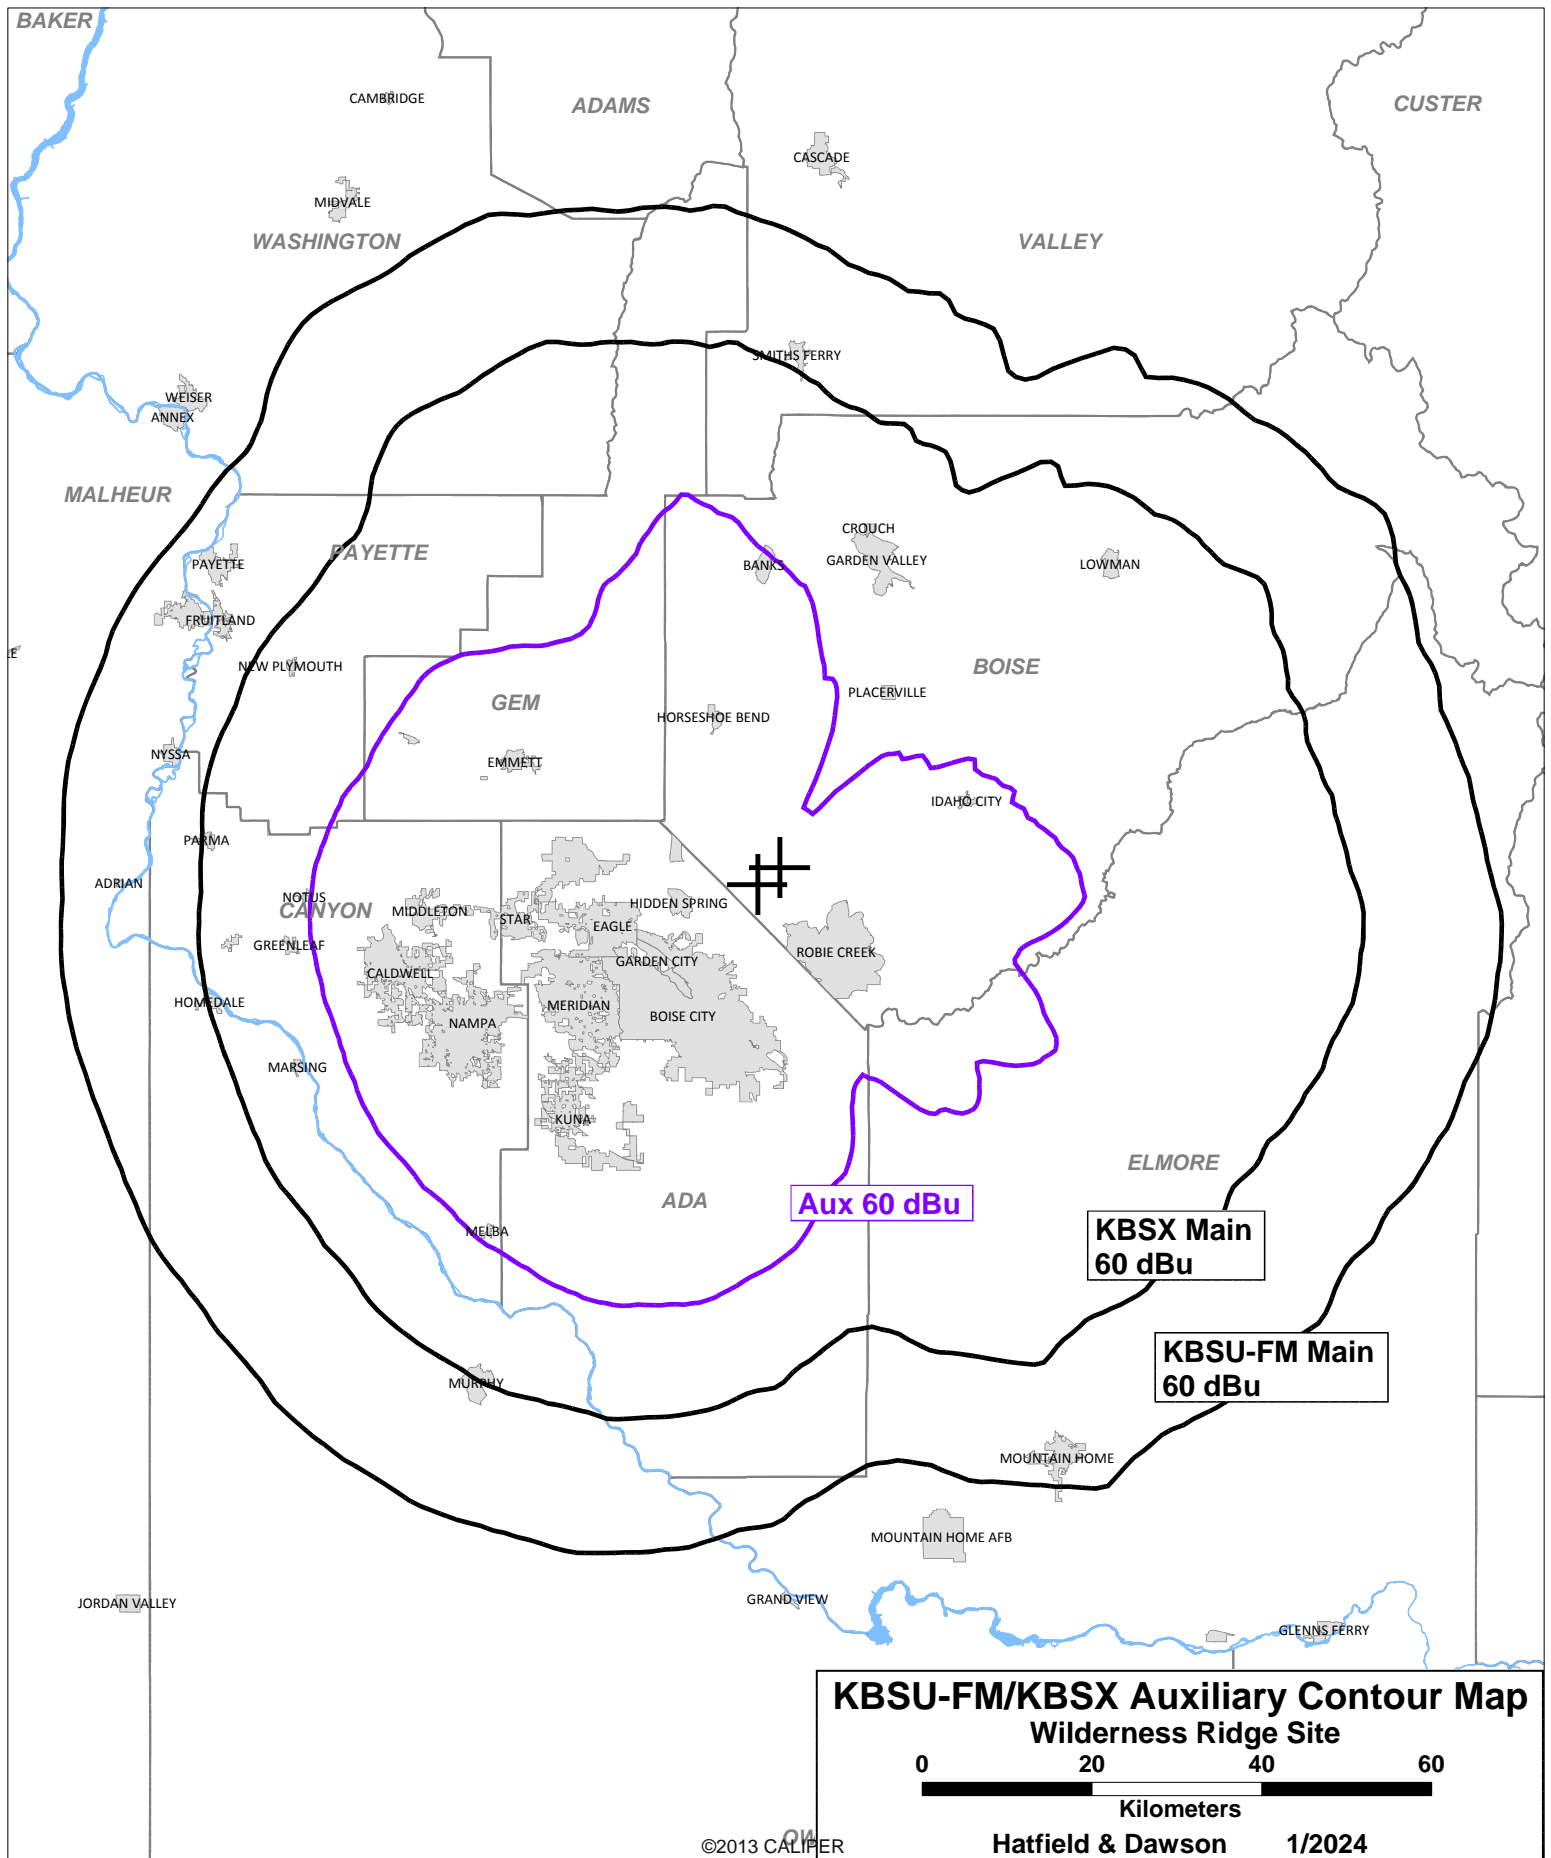 BAKER
CAMBRIDGE
ADAMS
CUSTER
CASCADE
MIDVALE
WASHINGTON
VALLEY
SMITHS FERRY
WEISER
ANNEX
MALHEUR
CROUCH
PAYETTE
GARDEN VALLEY
PAYETTE
BANKS
LOWMAN
FRUITLAND
NEW PLYMOUTH
BOISE
PLACERVILLE
GEM
HORSESHOE BEND
NYSSA
EMMETT
IDAHO CITY
PARMA
ADRIAN
NOTUS
CANYON
MIDDLETON
STAR
HIDDEN SPRING
EAGLE
GREENLEAF
ROBIE CREEK
GARDEN CITY
CALDWELL
HOMEDALE
MERIDIAN
BOISE CITY
NAMPA
MARSING
KUNA
ELMORE
ADA
Aux 60 dBu
MELBA
KBSX Main
60 dBu
KBSU-FM Main
60 dBu
MURPHY
MOUNTAIN HOME
MOUNTAIN HOME AFB
JORDAN VALLEY
GRAND VIEW
GLENNS FERRY
KBSU-FM/KBSX Auxiliary Contour Map
Wilderness Ridge Site
0 20 40 60
Kilometers
Hatfield & Dawson 1/2024
©2013 CALIPER